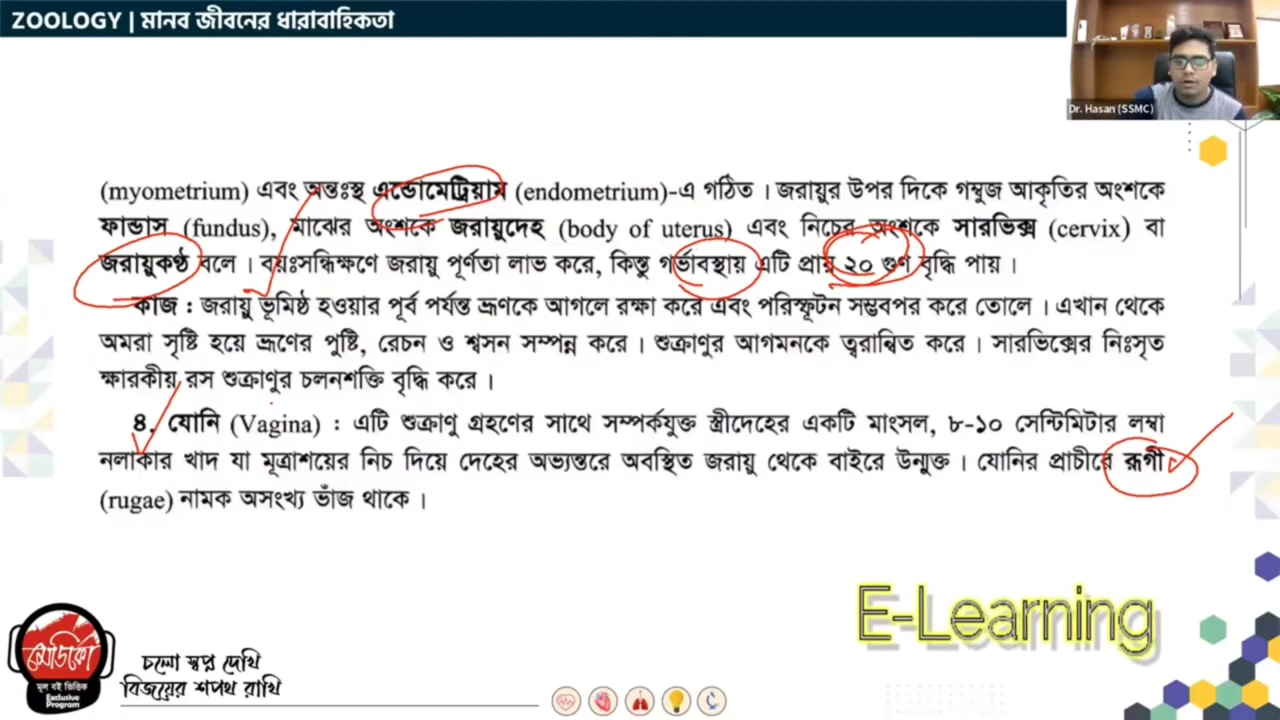 ZOOLOGY | মানব জীবনের ধারাবাহিকতা
Dr. Hasan (SSMC)
(myometrium) এবং অন্তঃস্থ এন্ডোমেট্রিয়াম (endometrium)-এ গঠিত। জরায়ুর উপর দিকে গম্বুজ আকৃতির অংশকে
ফান্ডাস (fundus), মাঝের অংশকে জরায়ুদেহ (body of uterus) এবং নিচের অংশকে সারভিক্স (cervix) বা
জরায়ুকণ্ঠ বলে। বয়ঃসন্ধিক্ষণে জরায়ু পূর্ণতা লাভ করে, কিন্তু গর্ভাবস্থায় এটি প্রায় ২০ গুণ বৃদ্ধি পায়।
কাজ : জরায়ু ভূমিষ্ঠ হওয়ার পূর্ব পর্যন্ত ভ্রূণকে আগলে রক্ষা করে এবং পরিস্ফুটন সম্ভবপর করে তোলে। এখান থেকে
অমরা সৃষ্টি হয়ে ভ্রূণের পুষ্টি, রেচন ও শ্বসন সম্পন্ন করে। শুক্রাণুর আগমনকে ত্বরান্বিত করে। সারভিক্সের নিঃসৃত
ক্ষারকীয় রস শুক্রাণুর চলনশক্তি বৃদ্ধি করে।
৪. যোনি (Vagina) : এটি শুক্রাণু গ্রহণের সাথে সম্পর্কযুক্ত স্ত্রীদেহের একটি মাংসল, ৮-১০ সেন্টিমিটার লম্বা
নলাকার খাদ যা মূত্রাশয়ের নিচ দিয়ে দেহের অভ্যন্তরে অবস্থিত জরায়ু থেকে বাইরে উন্মুক্ত। যোনির প্রাচীরে রূগী
(rugae) নামক অসংখ্য ভাঁজ থাকে।
E-Learning
মেডিকো
মূল বই ভিত্তিক
Exclusive
Program
চলো স্বপ্ন দেখি
বিজয়ের শপথ রাখি